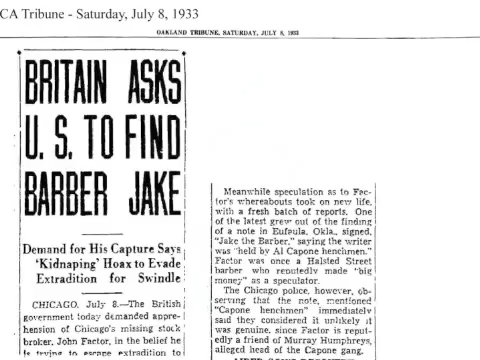 CA Tribune - Saturday, July 8, 1933
OAKLAND TRIBUNE, SATURDAY, JULY 8, 1933
BRITAIN ASKS
U. S. TO FIND
BARBER JAKE
Demand for His Capture Says
'Kidnaping' Hoax to Evade
Extradition for Swindle
CHICAGO, July 8.—The British
government today demanded appre-
hension of Chicago's missing stock
broker, John Factor, in the belief he
is trying to escape extradition to
Meanwhile speculation as to Fac-
tor's whereabouts took on new life,
with a fresh batch of reports. One
of the latest grew out of the finding
of a note in Eufaula, Okla., signed,
"Jake the Barber," saying the writer
was "held by Al Capone henchmen."
Factor was once a Halsted Street
barber who reputedly made "big
money" as a speculator.
The Chicago police, however, ob-
serving that the note, mentioned
"Capone henchmen" immediately
said they considered it unlikely it
was genuine, since Factor is reput-
edly a friend of Murray Humphreys,
alleged head of the Capone gang.